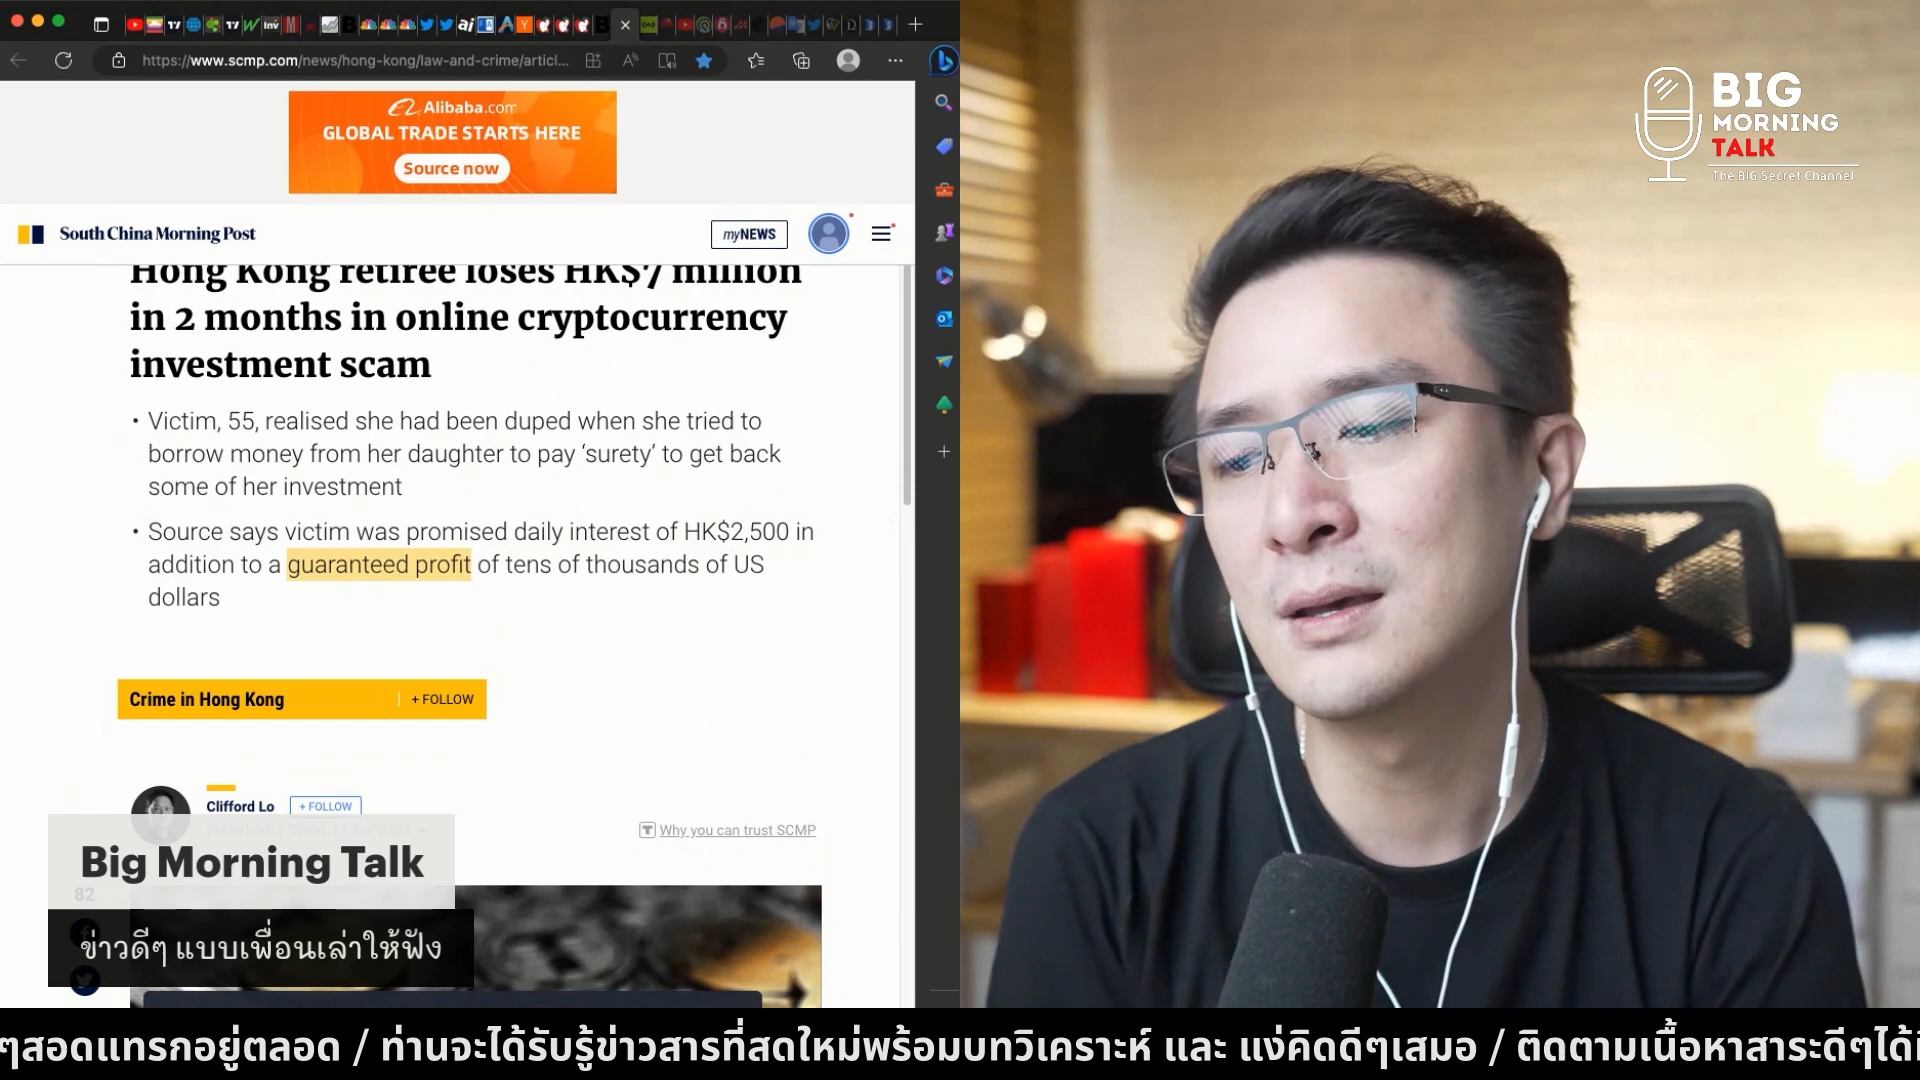 https://www.scmp.com/news/hong-kong/law-and-crime/articl...
Alibaba.com
GLOBAL TRADE STARTS HERE
Source now
South China Morning Post
myNEWS
Hong Kong retiree loses HK$7 million
in 2 months in online cryptocurrency
investment scam
• Victim, 55, realised she had been duped when she tried to
borrow money from her daughter to pay ‘surety’ to get back
some of her investment
• Source says victim was promised daily interest of HK$2,500 in
addition to a guaranteed profit of tens of thousands of US
dollars
Crime in Hong Kong
+ FOLLOW
Clifford Lo
+ FOLLOW
Why you can trust SCMP
82
Big Morning Talk
ข่าวดีๆ แบบเพื่อนเล่าให้ฟัง
BIG
MORNING
TALK
The BIG Secret Channel
ๆสอดแทรกอยู่ตลอด / ท่านจะได้รับรู้ข่าวสารที่สดใหม่พร้อมบทวิเคราะห์ และ แง่คิดดีๆเสมอ / ติดตามเนื้อหาสาระดีๆได้